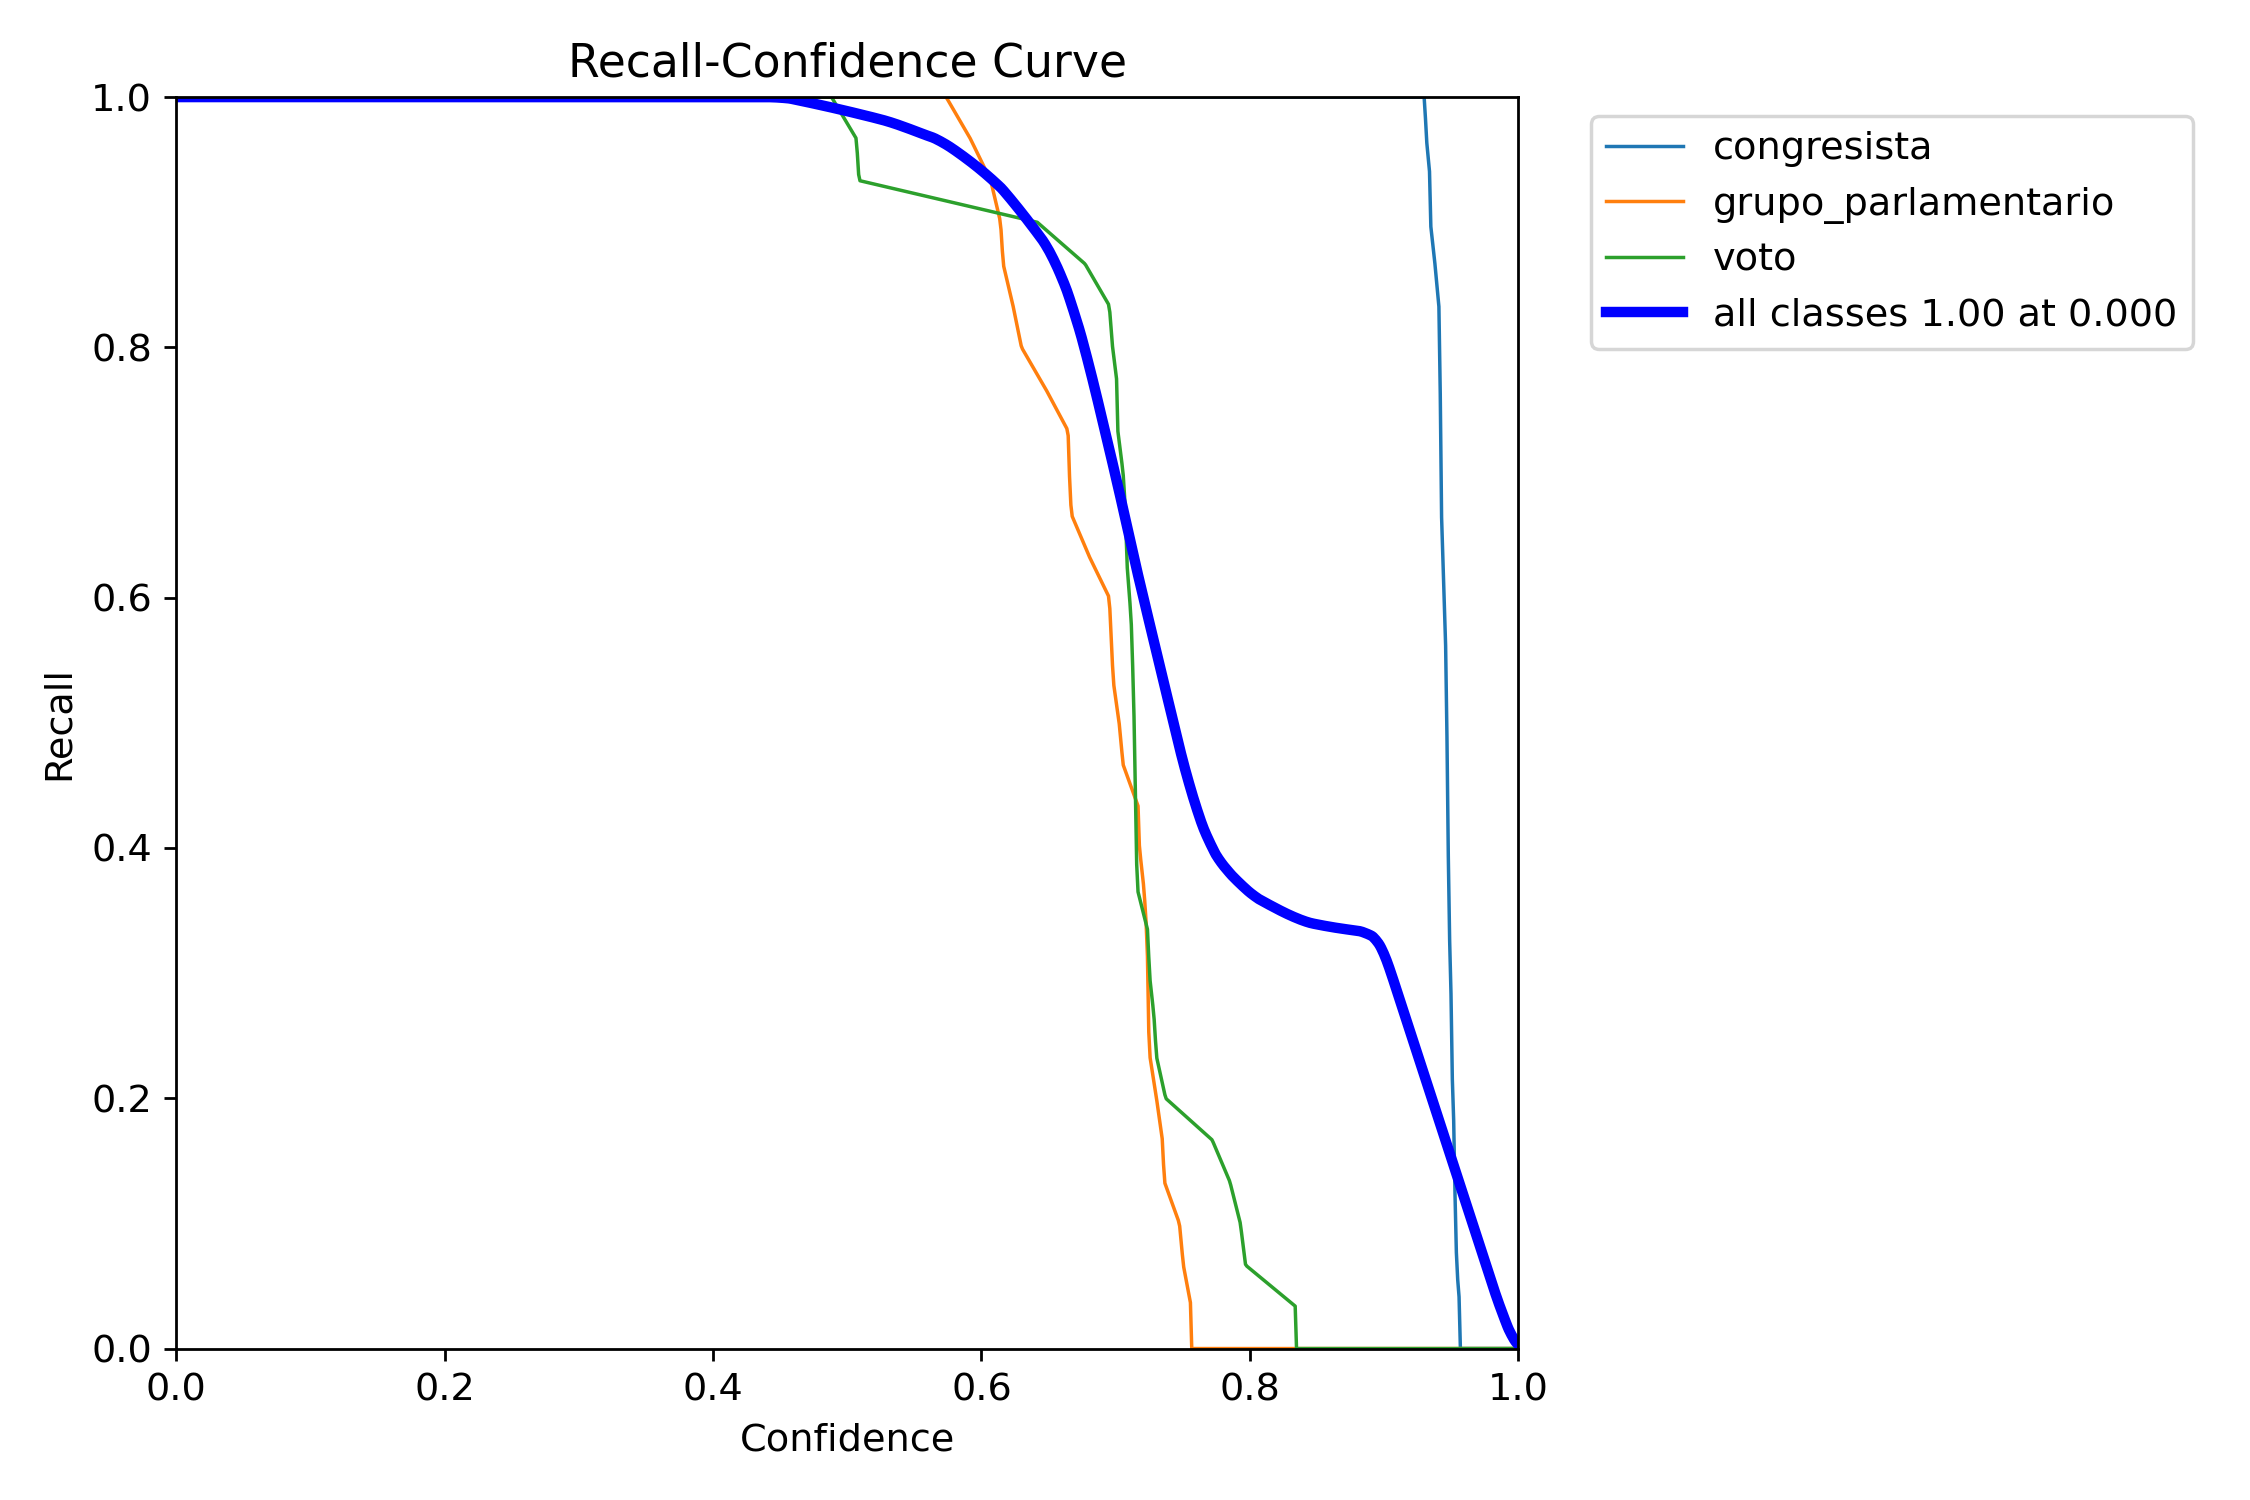 Recall-Confidence Curve
1.0
0.8
0.6
0.4
0.2
0.0
Recall
0.0 0.2 0.4 0.6 0.8 1.0
Confidence
congresista
grupo_parlamentario
voto
all classes 1.00 at 0.000